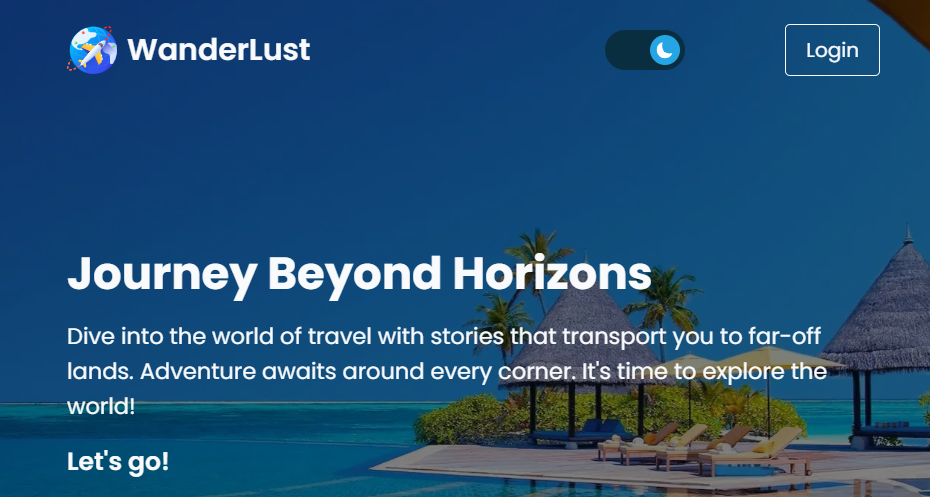 WanderLust
Login
Journey Beyond Horizons
Dive into the world of travel with stories that transport you to far-off
lands. Adventure awaits around every corner. It's time to explore the
world!
Let's go!